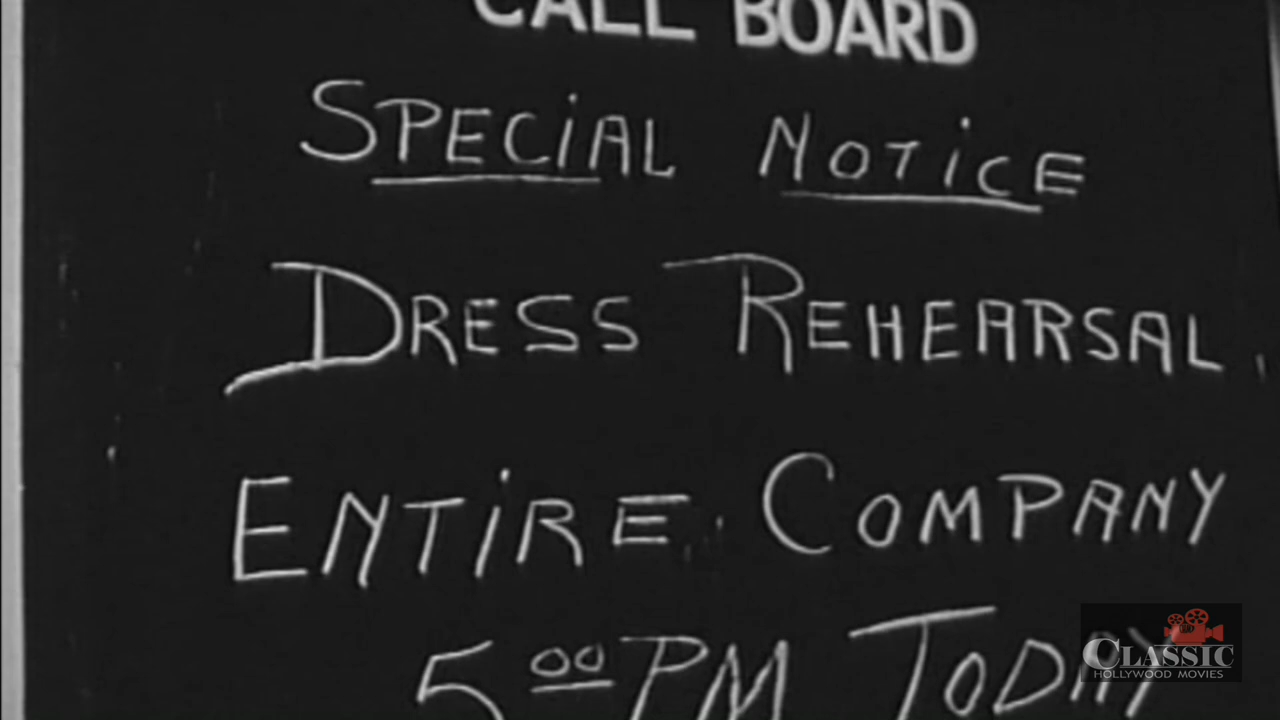 CALL BOARD
SPECiAL NOTiCE
DRESS REHEARSAL
ENTiRE COMPANY
5 00 PM TODAY
CLASSIC
HOLLYWOOD MOVIES